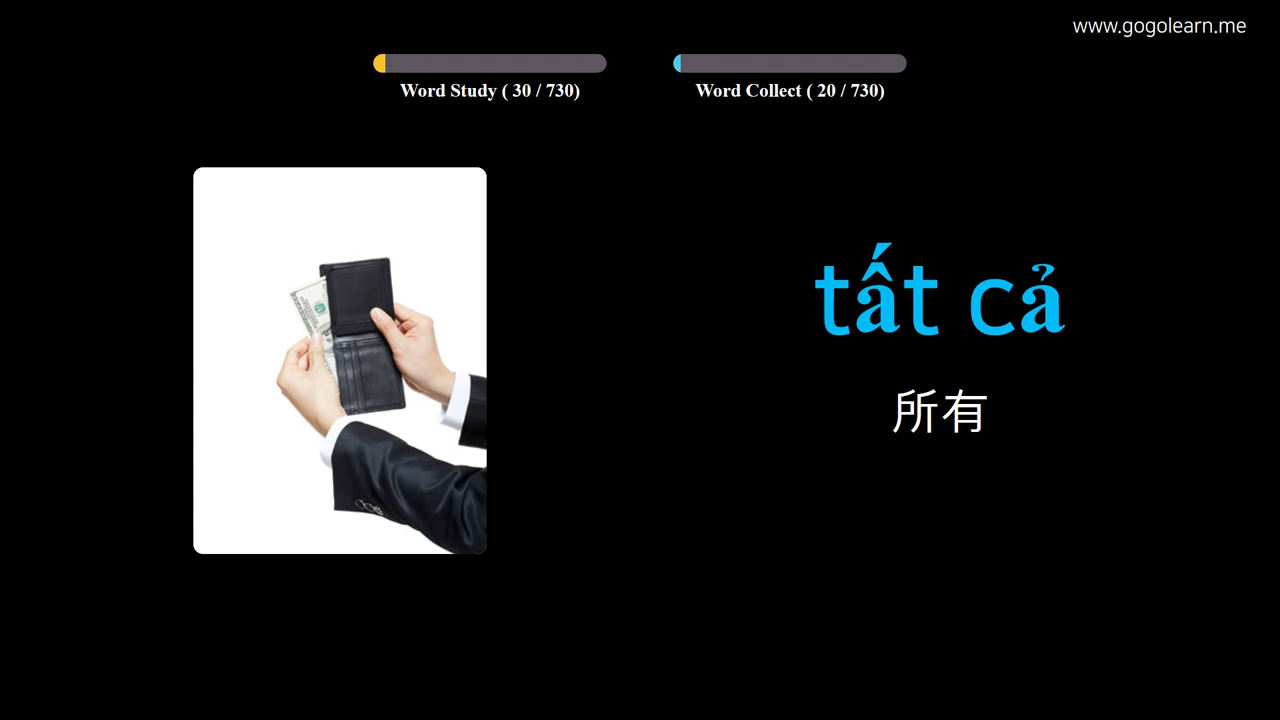 www.gogolearn.me
Word Study ( 30 / 730)
Word Collect ( 20 / 730)
tất cả
所有